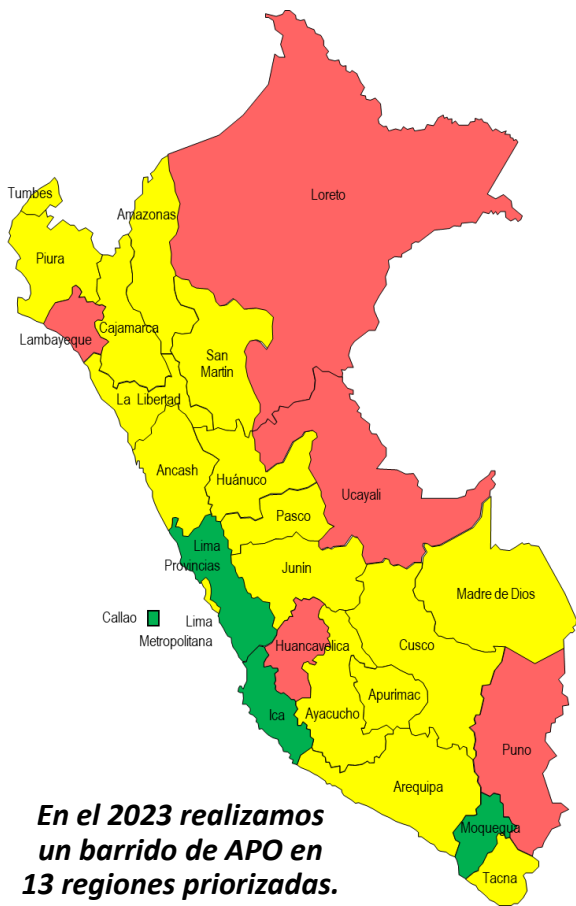 Loreto
Tumbes
Amazonas
Piura
Cajamarca
Lambayeque
San
Martin
La Libertad
Ancash
Huánuco
Ucayali
Pasco
Lima
Provincias
Junín
Madre de Dios
Callao
Lima
Metropolitana
Huancavelica
Cusco
Apurímac
Ica
Ayacucho
Puno
Arequipa
Moquegua
Tacna
En el 2023 realizamos
un barrido de APO en
13 regiones priorizadas.